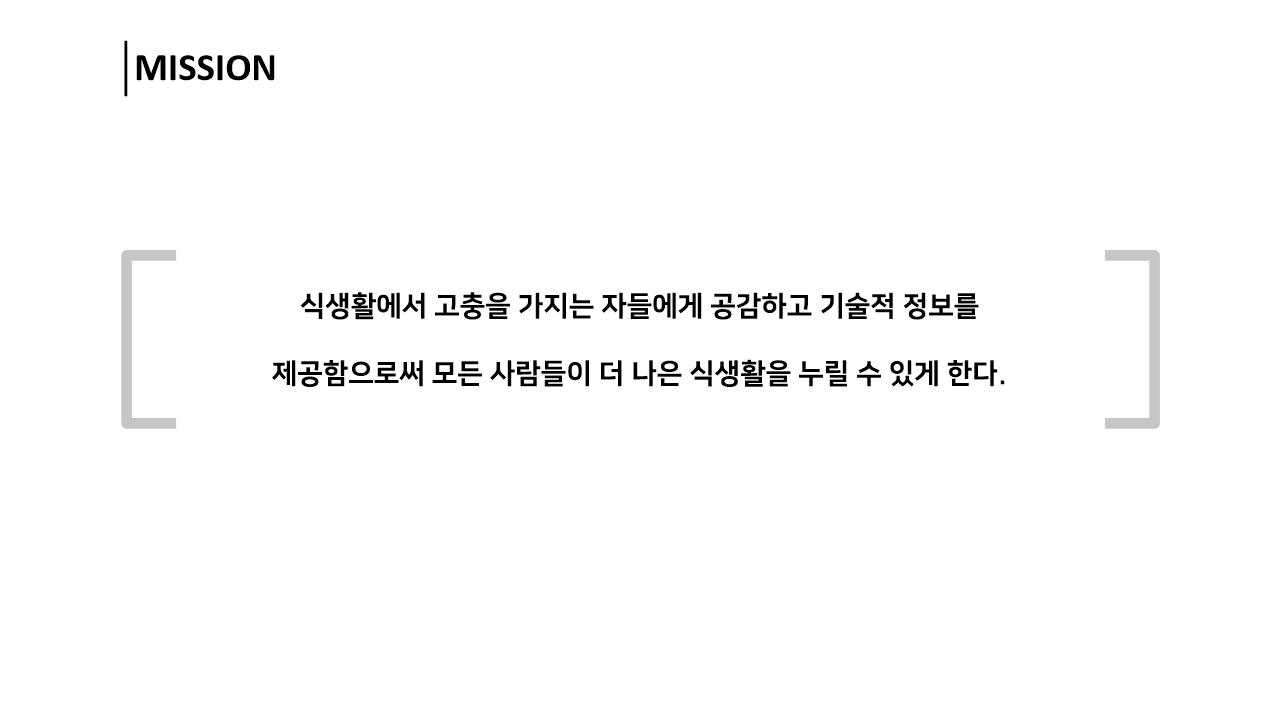 MISSION
식생활에서 고충을 가지는 자들에게 공감하고 기술적 정보를
제공함으로써 모든 사람들이 더 나은 식생활을 누릴 수 있게 한다.